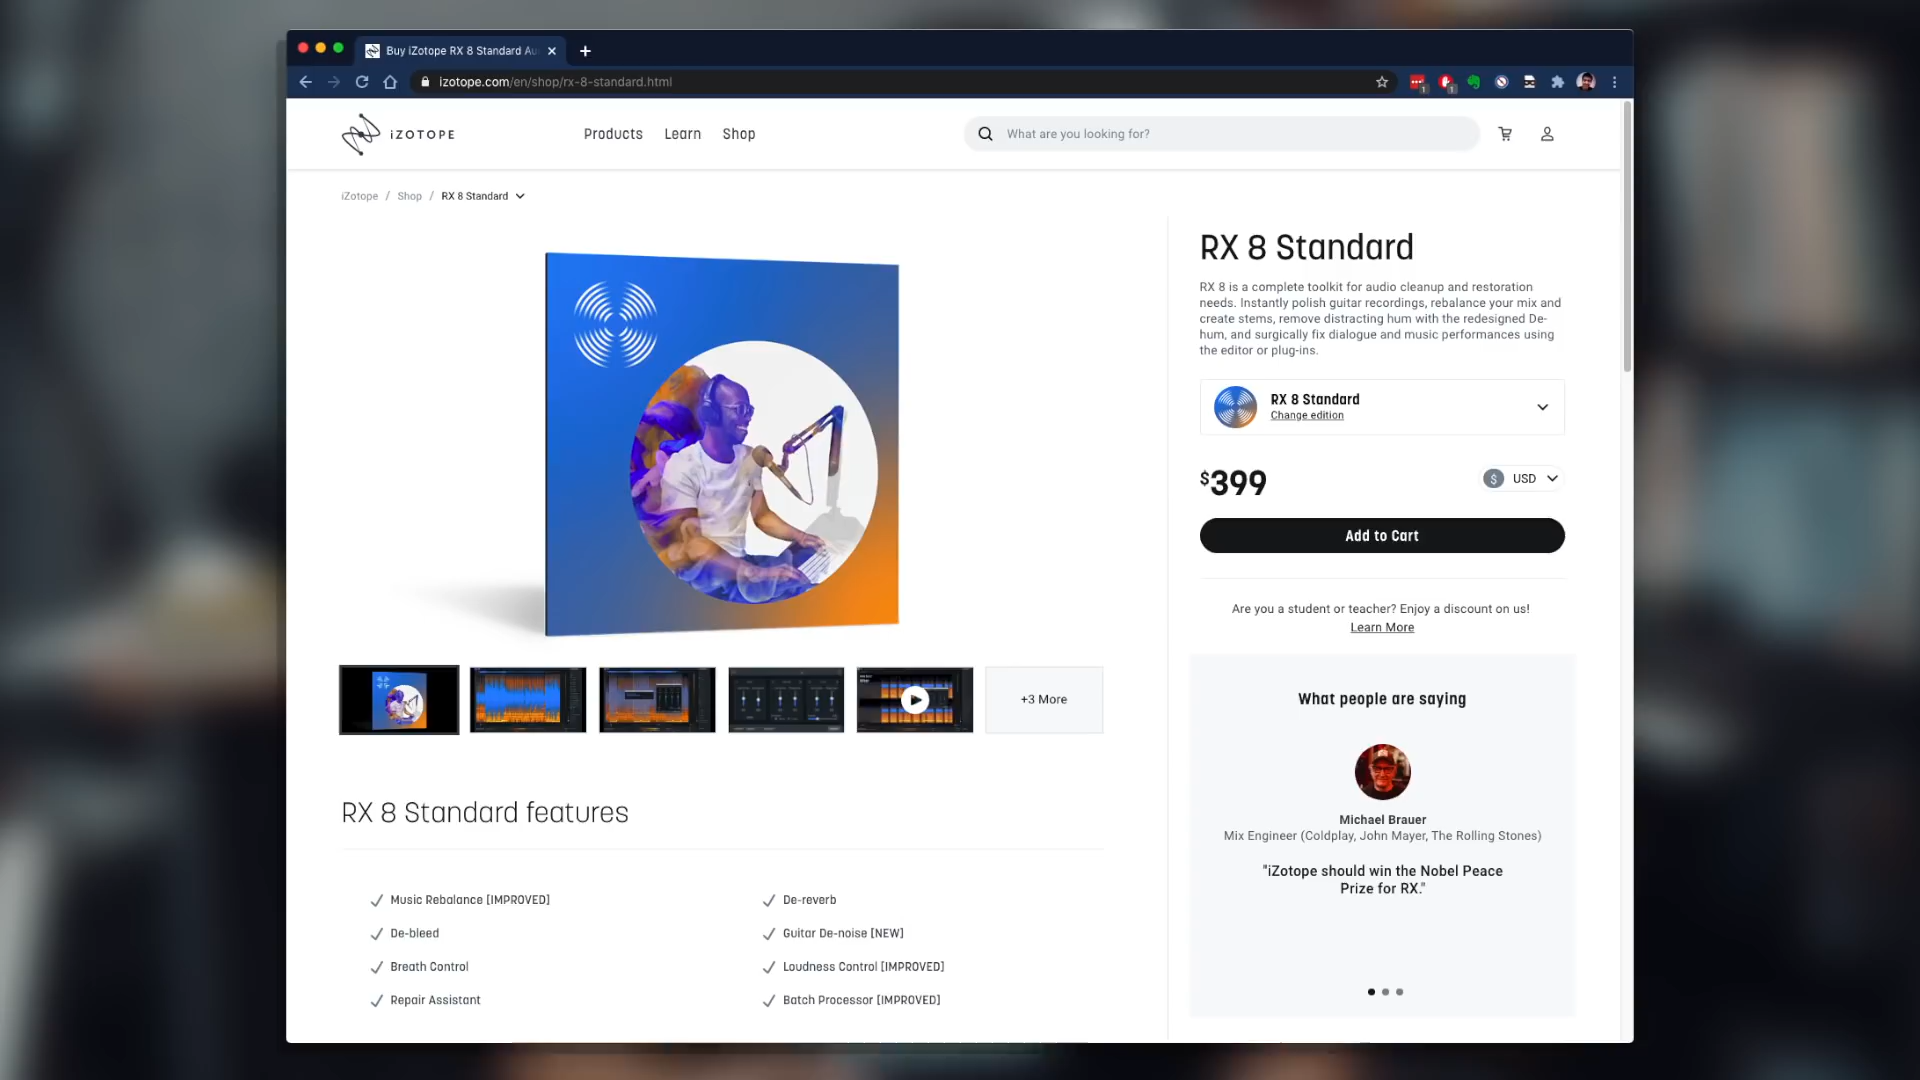 Buy iZotope RX 8 Standard Au
izotope.com/en/shop/rx-8-standard.html
iZOTOPE
Products
Learn
Shop
What are you looking for?
iZotope / Shop / RX 8 Standard
RX 8 Standard
RX 8 is a complete toolkit for audio cleanup and restoration
needs. Instantly polish guitar recordings, rebalance your mix and
create stems, remove distracting hum with the redesigned De-
hum, and surgically fix dialogue and music performances using
the editor or plug-ins.
RX 8 Standard
Change edition
$399
$ USD
Add to Cart
Are you a student or teacher? Enjoy a discount on us!
Learn More
+3 More
What people are saying
Michael Brauer
Mix Engineer (Coldplay, John Mayer, The Rolling Stones)
"iZotope should win the Nobel Peace
Prize for RX."
RX 8 Standard features
Music Rebalance [IMPROVED]
De-bleed
Breath Control
Repair Assistant
De-reverb
Guitar De-noise [NEW]
Loudness Control [IMPROVED]
Batch Processor [IMPROVED]